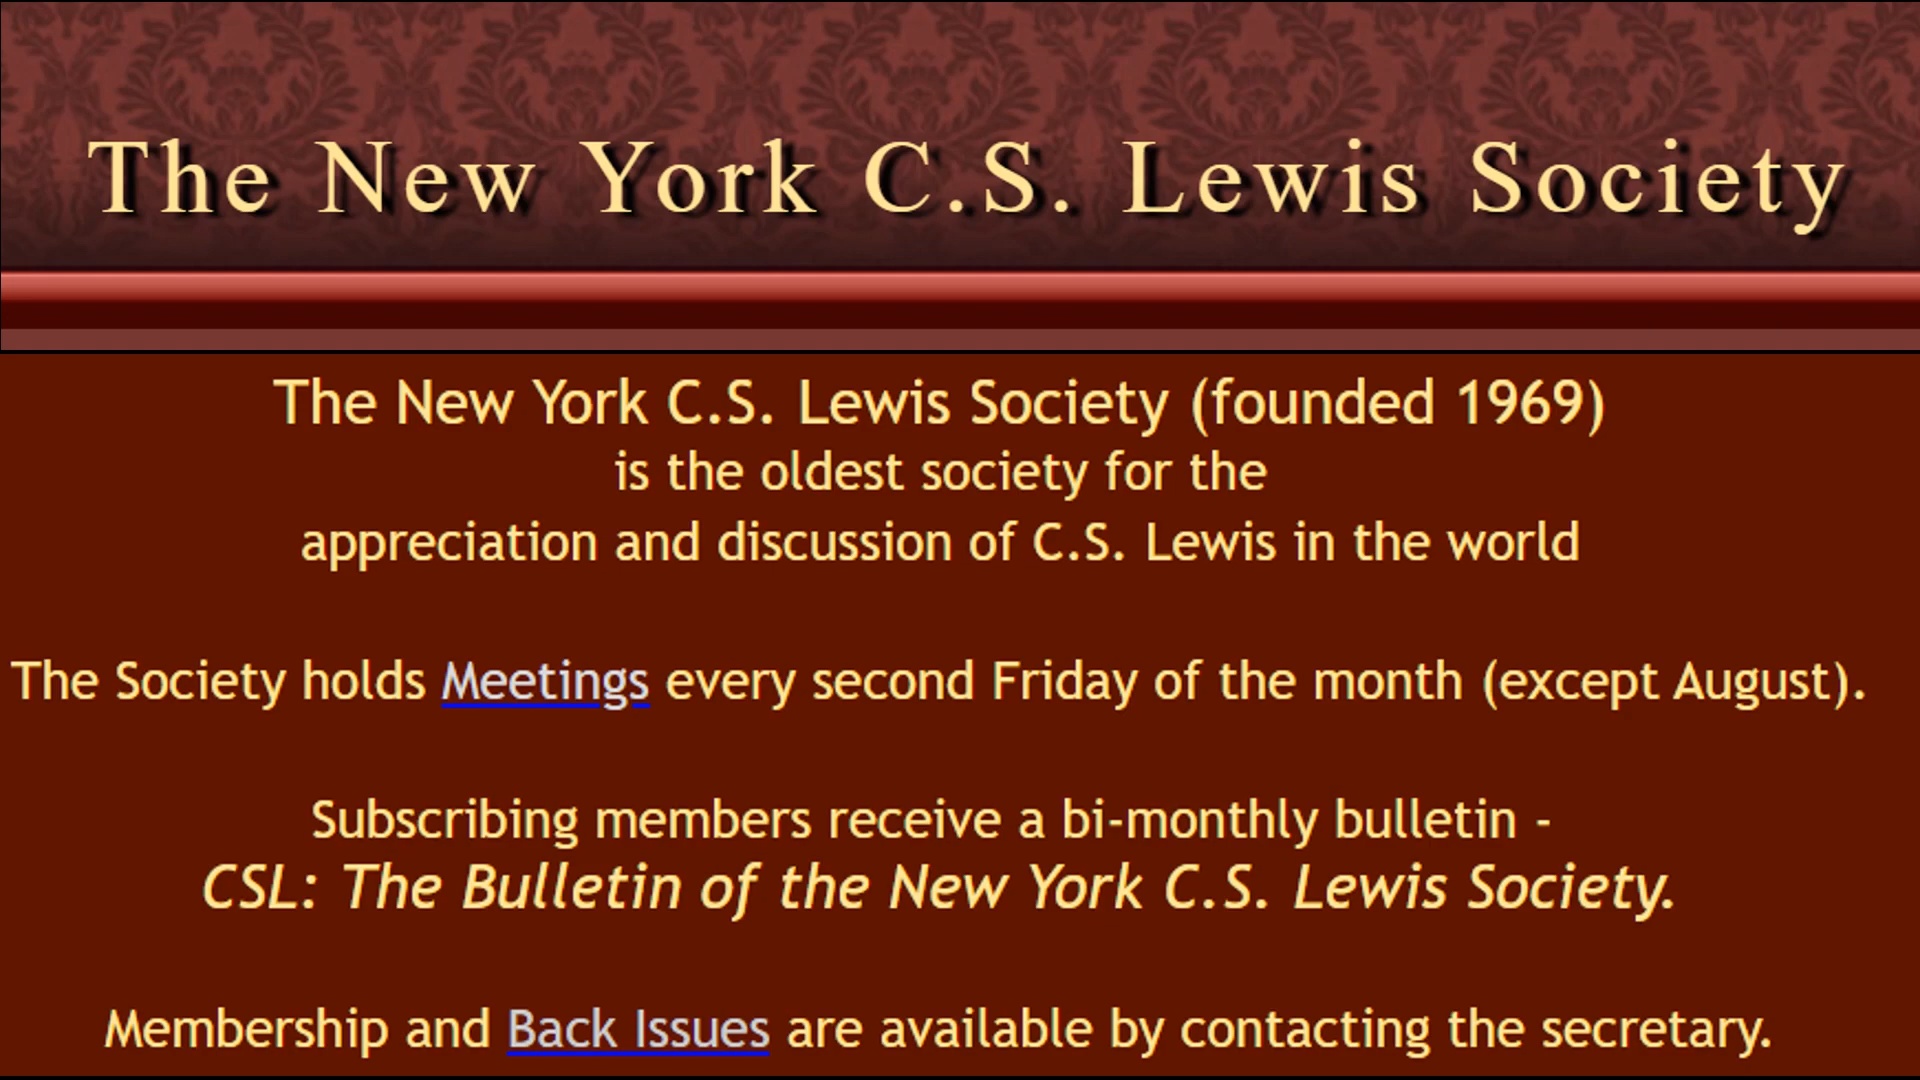 The New York C.S. Lewis Society
The New York C.S. Lewis Society (founded 1969)
is the oldest society for the
appreciation and discussion of C.S. Lewis in the world
The Society holds Meetings every second Friday of the month (except August).
Subscribing members receive a bi-monthly bulletin -
CSL: The Bulletin of the New York C.S. Lewis Society.
Membership and Back Issues are available by contacting the secretary.